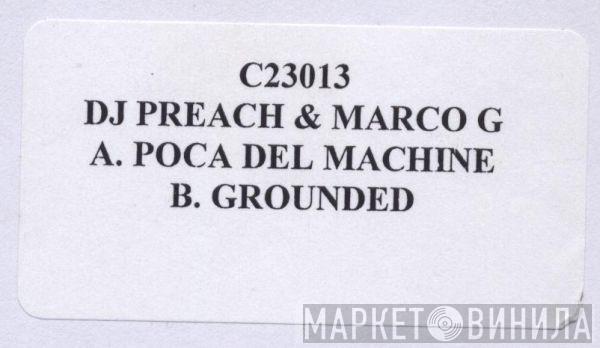 C23013
DJ PREACH & MARCO G
A. POCA DEL MACHINE
B. GROUNDED
МАРКЕТ ВИНИЛА